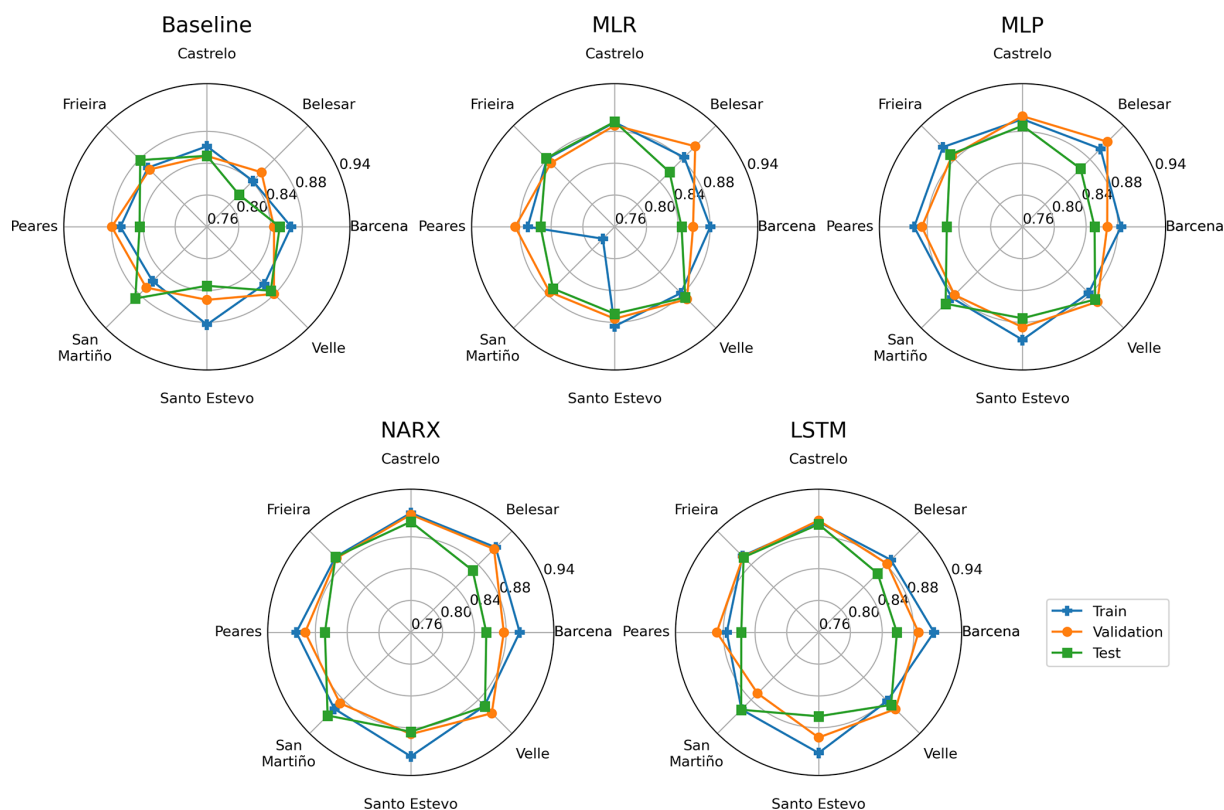 Baseline
Castrelo
Frieira
Belesar
0.94
0.88
0.84
0.80
0.76
Peares
Barcena
San
Martiño
Velle
Santo Estevo
MLR
Castrelo
Frieira
Belesar
0.94
0.88
0.84
0.80
0.76
Peares
Barcena
San
Martiño
Velle
Santo Estevo
MLP
Castrelo
Frieira
Belesar
0.94
0.88
0.84
0.80
0.76
Peares
Barcena
San
Martiño
Velle
Santo Estevo
NARX
Castrelo
Frieira
Belesar
0.94
0.88
0.84
0.80
0.76
Peares
Barcena
San
Martiño
Velle
Santo Estevo
LSTM
Castrelo
Frieira
Belesar
0.94
0.88
0.84
0.80
0.76
Peares
Barcena
San
Martiño
Velle
Santo Estevo
Train
Validation
Test